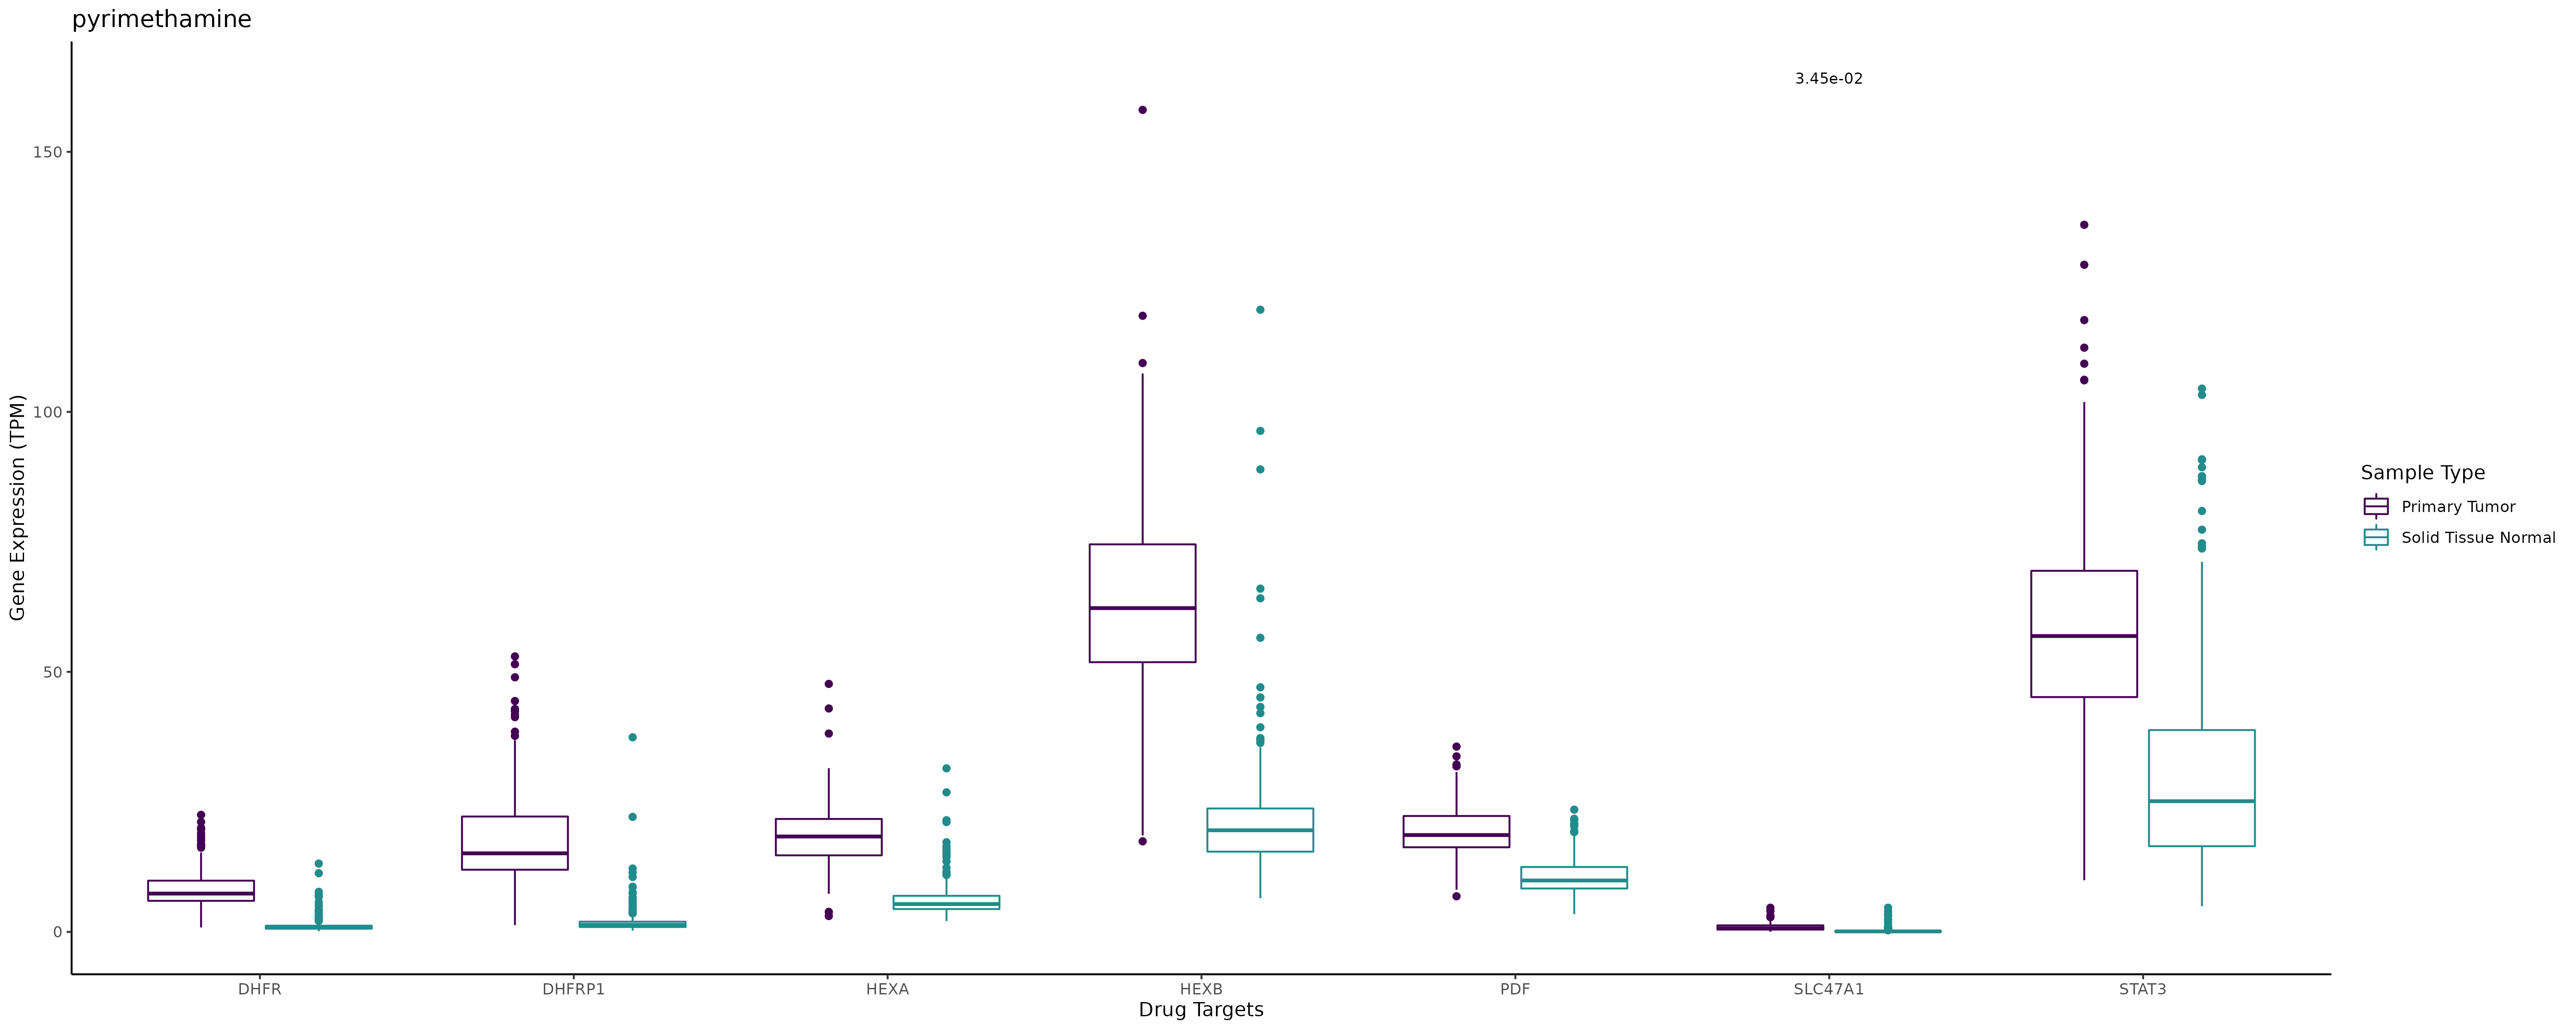 pyrimethamine
3.45e-02
150
100
50
0
Gene Expression (TPM)
DHFR
DHFRP1
HEXA
HEXB
PDF
SLC47A1
STAT3
Drug Targets
Sample Type
Primary Tumor
Solid Tissue Normal